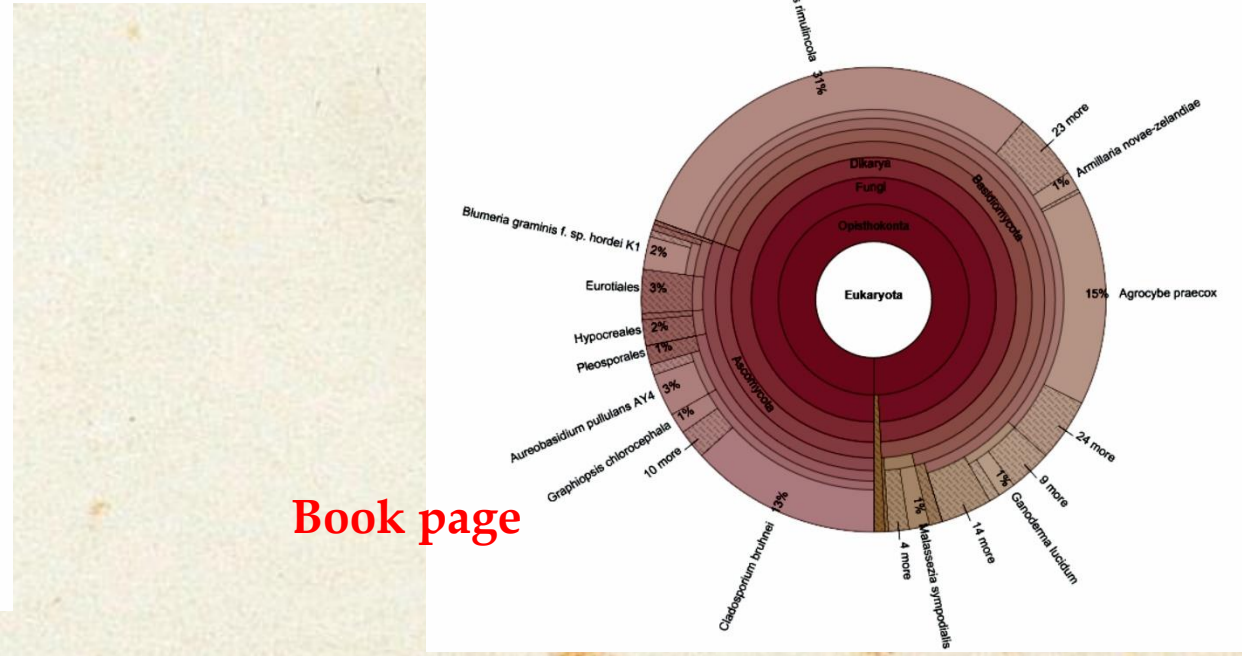 s rimulincola
31%
23 more
Armillaria novae-zelandiae
1%
Dikarya
Fungi
Basidiomycota
Opisthokonta
Blumeria graminis f. sp. hordei K1
2%
Eurotiales
3%
Eukaryota
15%
Agrocybe praecox
Hypocreales
2%
Pleosporales
1%
Ascomycota
Aureobasidium pullulans AY4
3%
Graphiopsis chlorocephala
1%
10 more
24 more
9 more
1%
Ganoderma lucidum
14 more
1%
Malassezia sympodialis
4 more
13%
Cladosporium bruhnei
Book page